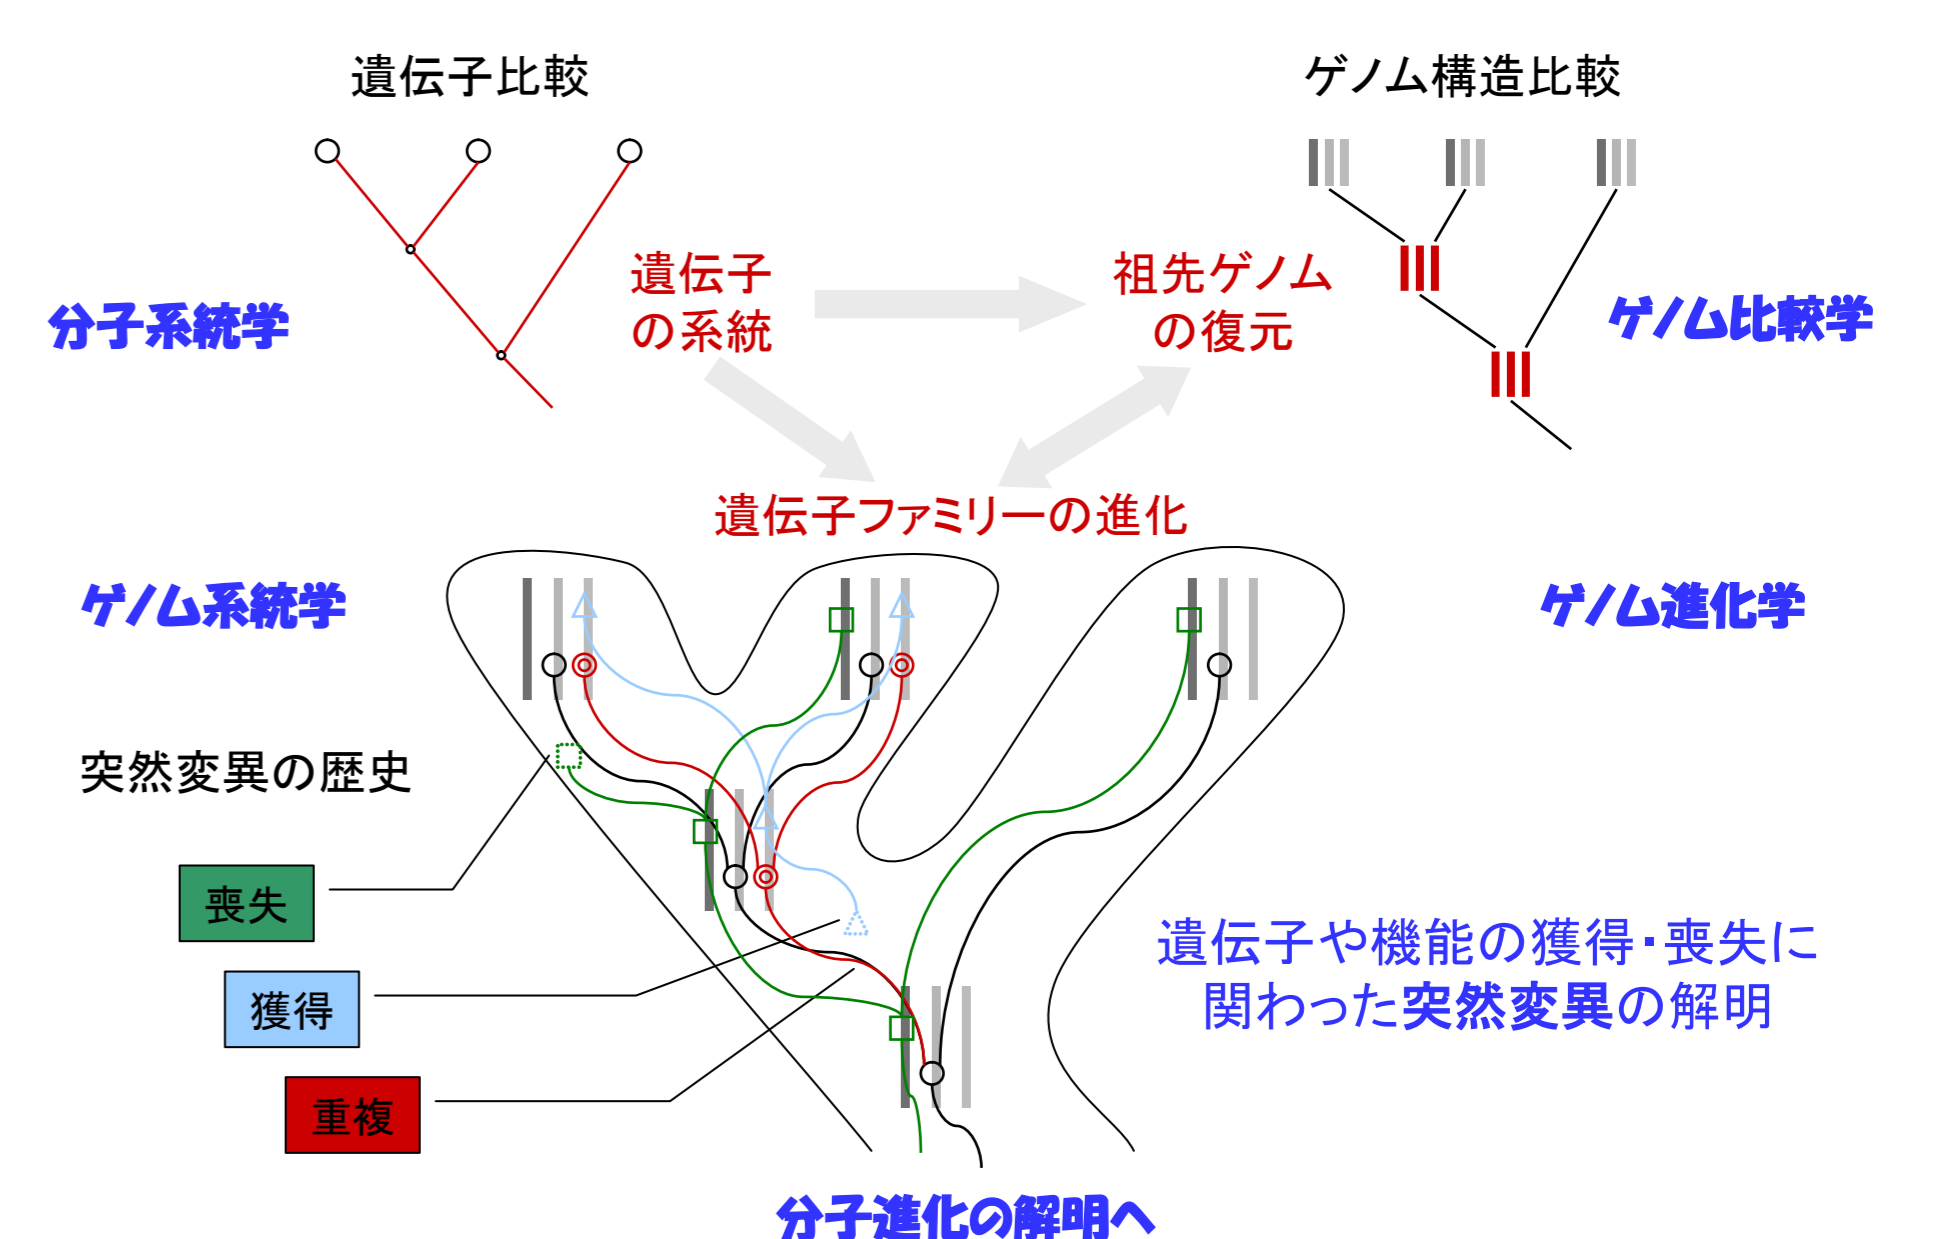 遺伝子比較
ゲノム構造比較
遺伝子
の系統
祖先ゲノム
の復元
分子系統学
ゲノム比較学
遺伝子ファミリーの進化
ゲノム系統学
ゲノム進化学
突然変異の歴史
喪失
獲得
重複
遺伝子や機能の獲得・喪失に
関わった突然変異の解明
分子進化の解明へ